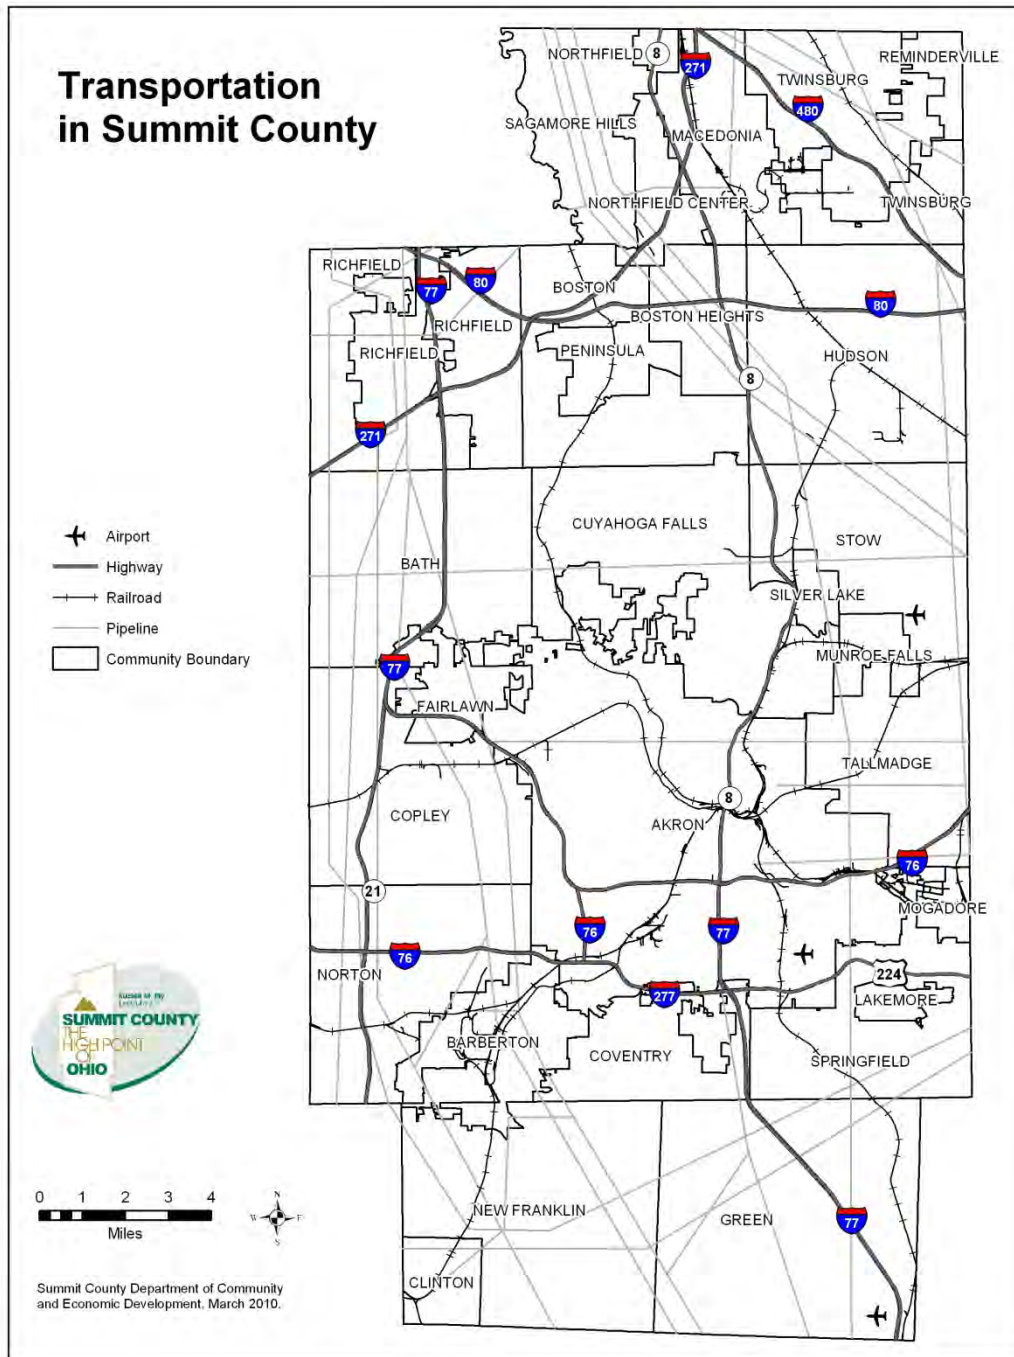 Transportation
in Summit County
NORTHFIELD
8
271
REMINDERVILLE
TWINSBURG
480
SAGAMORE HILLS
MACEDONIA
NORTHFIELD CENTER
TWINSBURG
RICHFIELD
77
80
BOSTON
80
RICHFIELD
BOSTON HEIGHTS
RICHFIELD
PENINSULA
HUDSON
8
271
CUYAHOGA FALLS
STOW
BATH
SILVER LAKE
MUNROE FALLS
77
FAIRLAWN
TALLMADGE
8
COPLEY
AKRON
76
21
MOGADORE
76
77
76
NORTON
224
277
LAKEMORE
BARBERTON
COVENTRY
SPRINGFIELD
NEW FRANKLIN
GREEN
77
CLINTON
Airport
Highway
Railroad
Pipeline
Community Boundary
SUMMIT COUNTY
THE
HIGH POINT
OF
OHIO
0 1 2 3 4
Miles
N
W E
S
Summit County Department of Community
and Economic Development, March 2010.